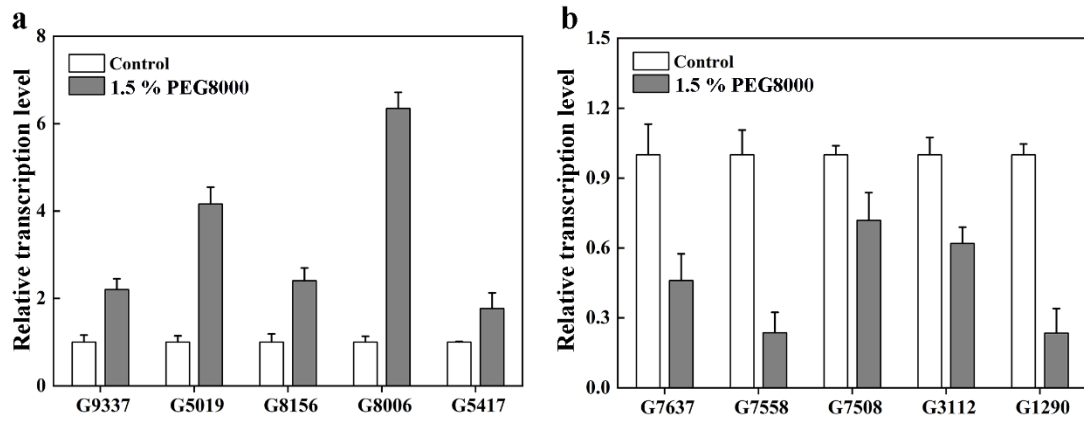 a
Relative transcription level
8
6
4
2
0
Control
1.5 % PEG8000
G9337 G5019 G8156 G8006 G5417
b
Relative transcription level
1.5
1.2
0.9
0.6
0.3
0.0
Control
1.5 % PEG8000
G7637 G7558 G7508 G3112 G1290